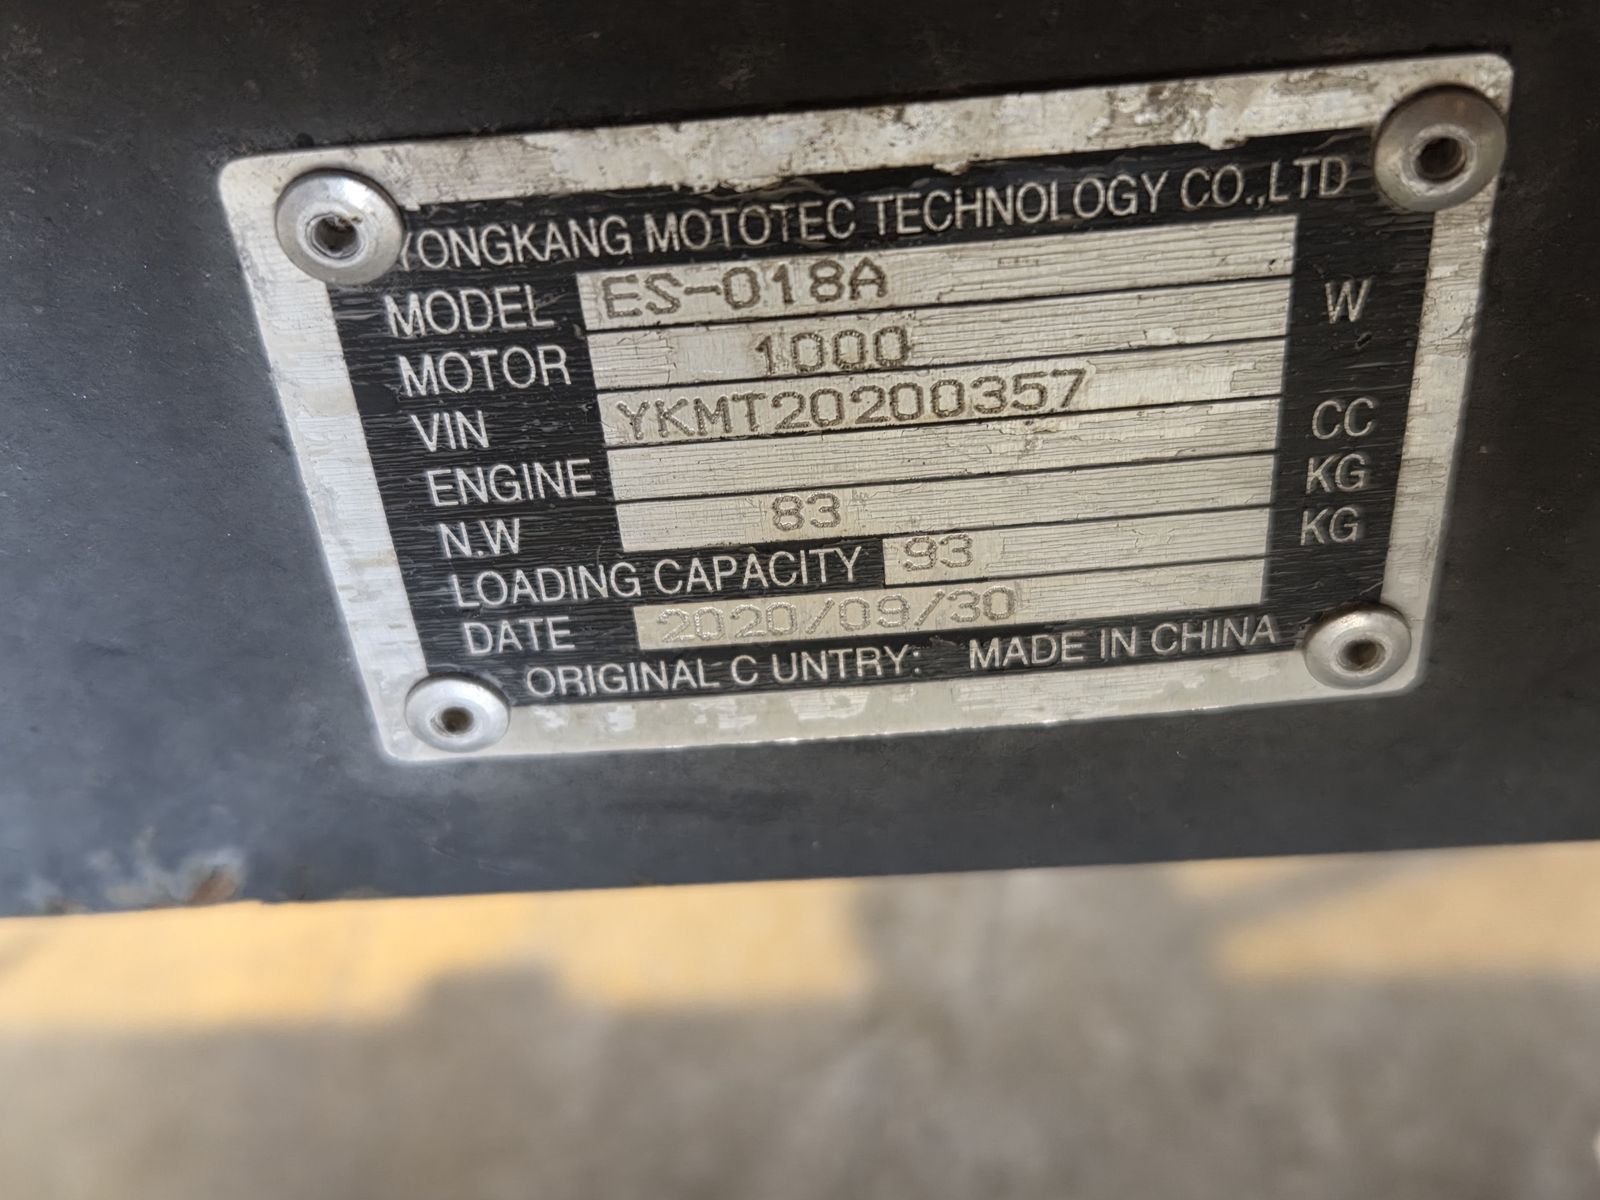 YONGKANG MOTOTEC TECHNOLOGY CO.,LTD
MODEL ES-018A
MOTOR 1000 W
VIN YKMT20200357
ENGINE CC
N.W 83 KG
LOADING CAPACITY 93 KG
DATE 2020/09/30
ORIGINAL C UNTRY: MADE IN CHINA